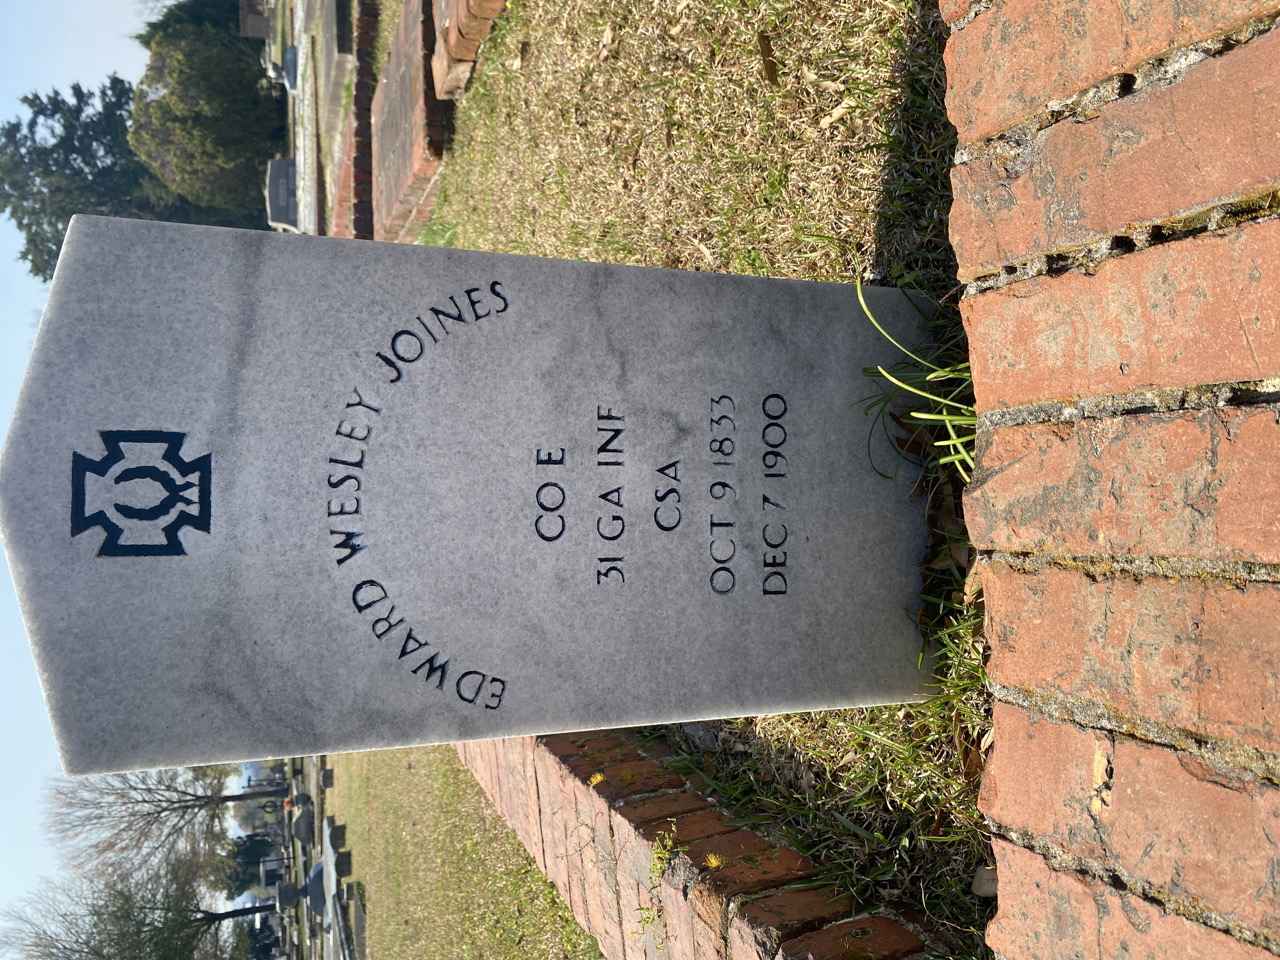 EDWARD WESLEY JOINES
CO E
31 GA INF
CSA
OCT 9 1833
DEC 7 1900